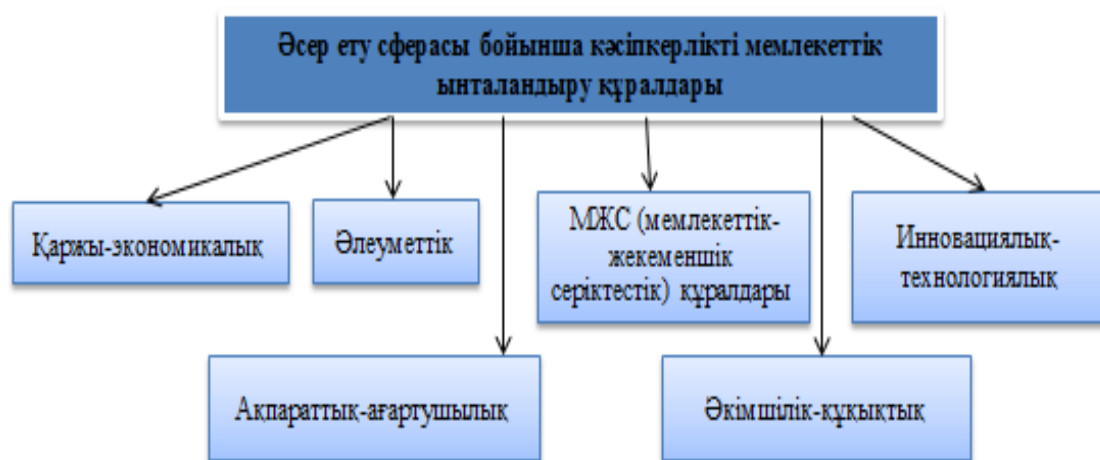 Әсер ету сферасы бойынша кәсіпкерлікті мемлекеттік
ынталандыру құралдары
Қаржы-экономикалық
Әлеуметтік
МЖС (мемлекеттік-
жекеменшік
серіктестік) құралдары
Инновациялық-
технологиялық
Ақпараттық-ағартушылық
Әкімшілік-құқықтық